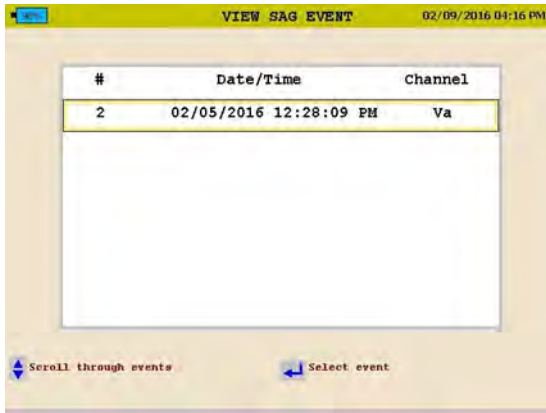 VIEW SAG EVENT 02/09/2016 04:16 PM
# Date/Time Channel
2 02/05/2016 12:28:09 PM Va
Scroll through events Select event